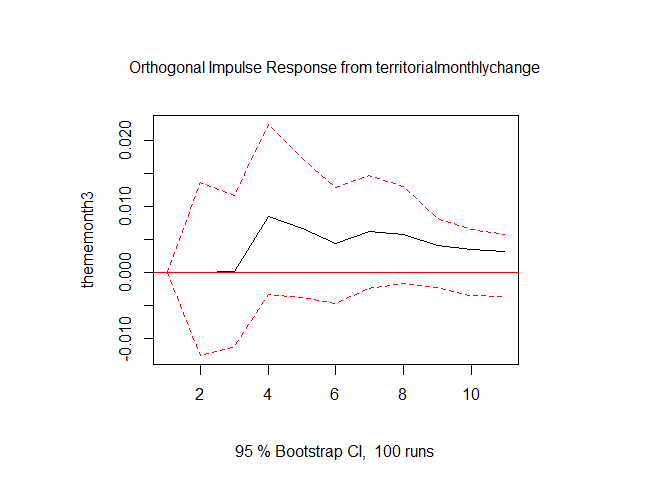 Orthogonal Impulse Response from territorialmonthlychange
0.020
0.010
0.000
-0.010
thememonth3
2 4 6 8 10
95 % Bootstrap CI, 100 runs